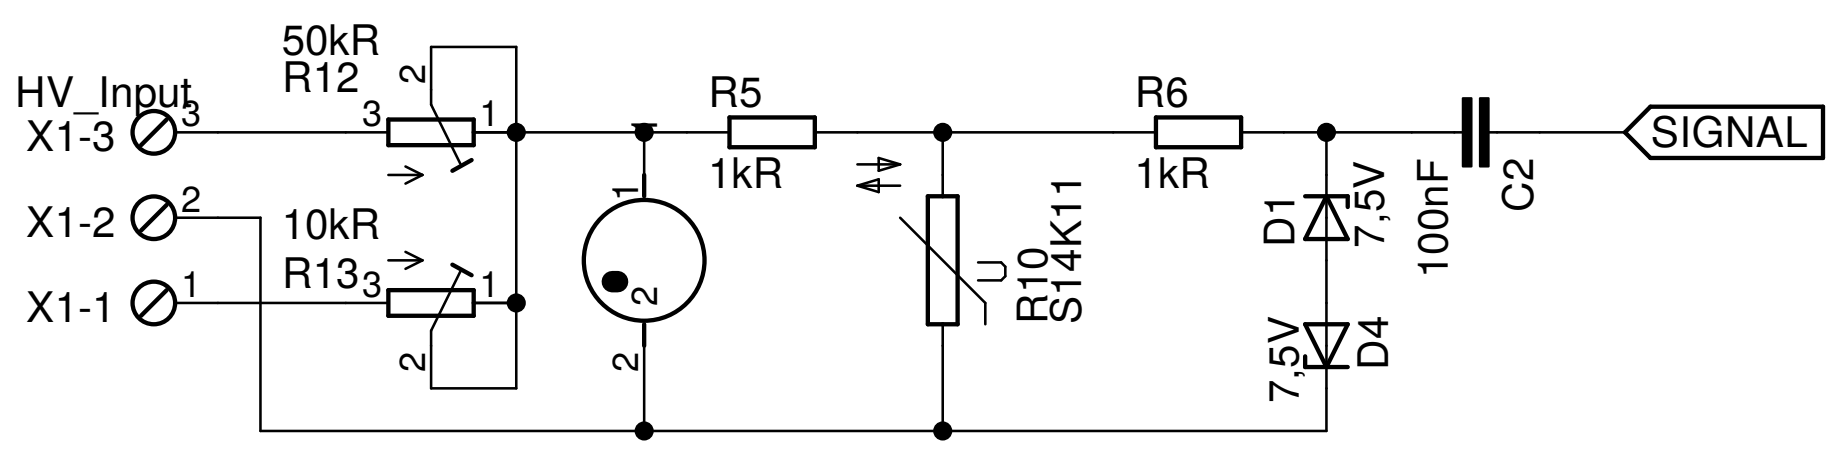 50kR
R12
2
HV_Input
3
X1-3
3
1
R5
1kR
R6
1kR
SIGNAL
X1-2
2
10kR
R13
3
1
2
X1-1
1
1
2
2
U
R10
S14K11
D1
7,5V
7,5V
D4
100nF
C2